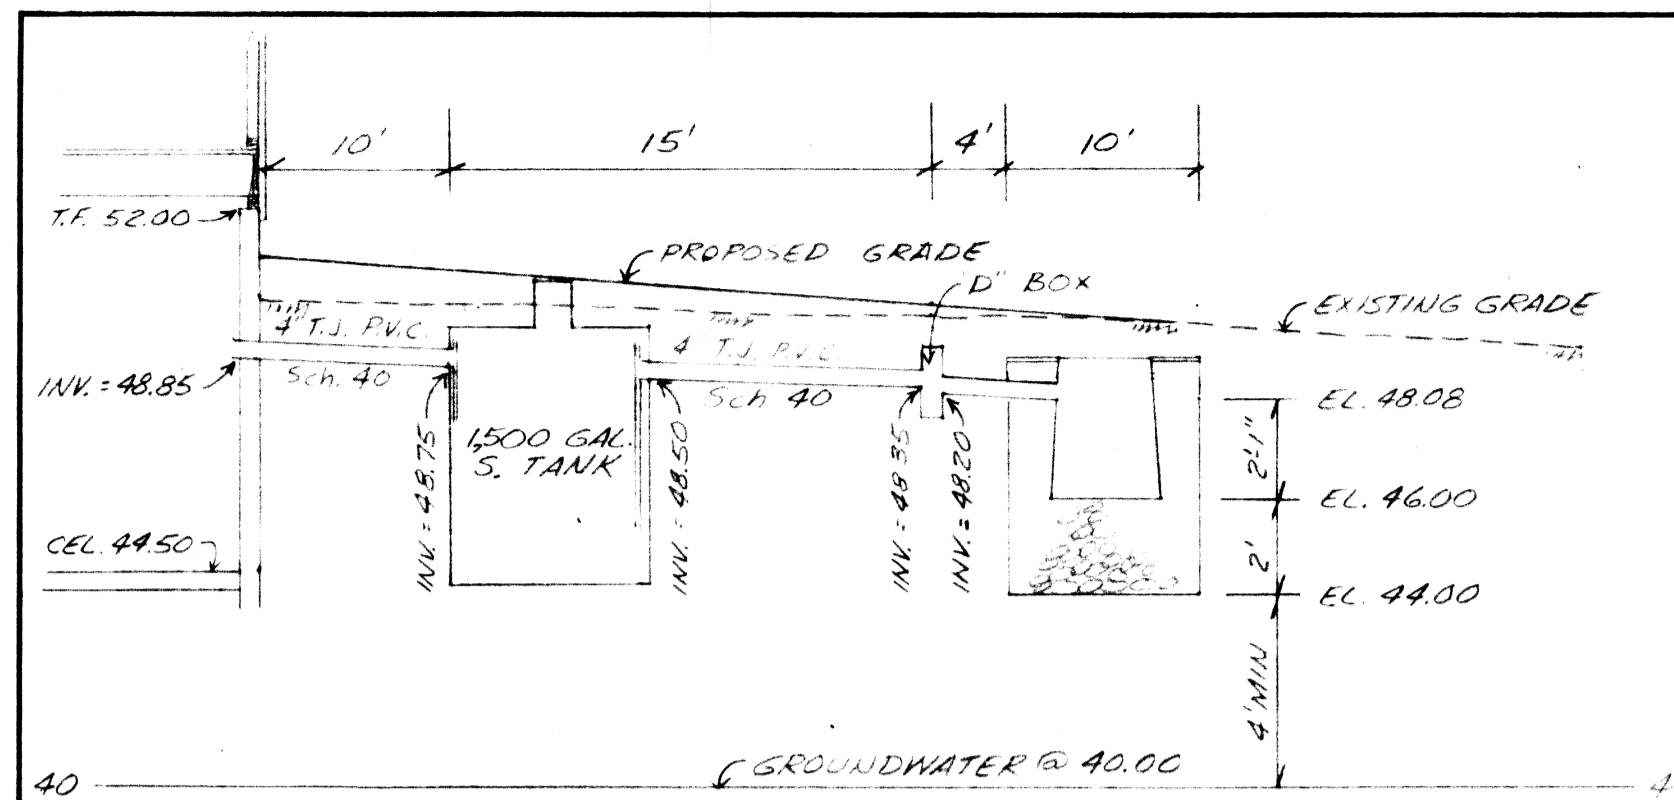 10' 15' 4' 10'
T.F. 52.00
PROPOSED GRADE
"D" BOX
EXISTING GRADE
4" T.J. P.V.C.
Sch. 40
4" T.J. P.V.C.
Sch 40
INV. = 48.85
INV. = 48.75
1,500 GAL.
S. TANK
INV. = 48.50
INV. = 48.35
INV. = 48.20
EL. 48.08
2'-1"
EL. 46.00
2'
EL. 44.00
CEL. 44.50
4' MIN
GROUNDWATER @ 40.00
40
4